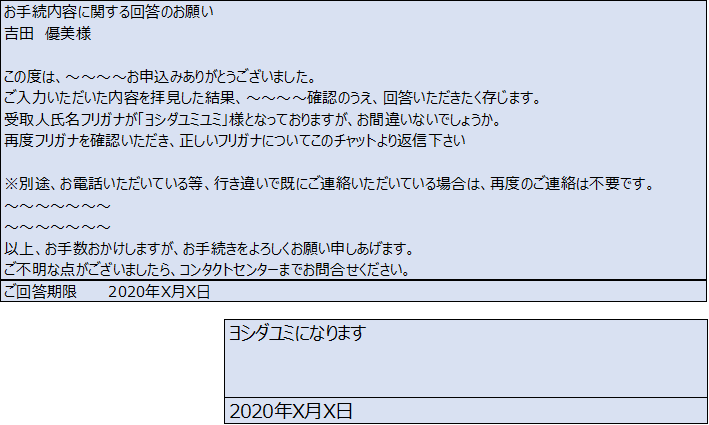 お手続内容に関する回答のお願い
吉田　優美様
この度は、～～～～お申込みありがとうございました。
ご入力いただいた内容を拝見した結果、～～～～確認のうえ、回答いただきたく存じます。
受取人氏名フリガナが「ヨシダユミユミ」様となっておりますが、お間違いないでしょうか。
再度フリガナを確認いただき、正しいフリガナについてこのチャットより返信下さい
※別途、お電話いただいている等、行き違いで既にご連絡いただいている場合は、再度のご連絡は不要です。
～～～～～～～
～～～～～～～
以上、お手数おかけしますが、お手続きをよろしくお願い申しあげます。
ご不明な点がございましたら、コンタクトセンターまでお問合せください。
ご回答期限　　2020年X月X日
ヨシダユミになります
2020年X月X日